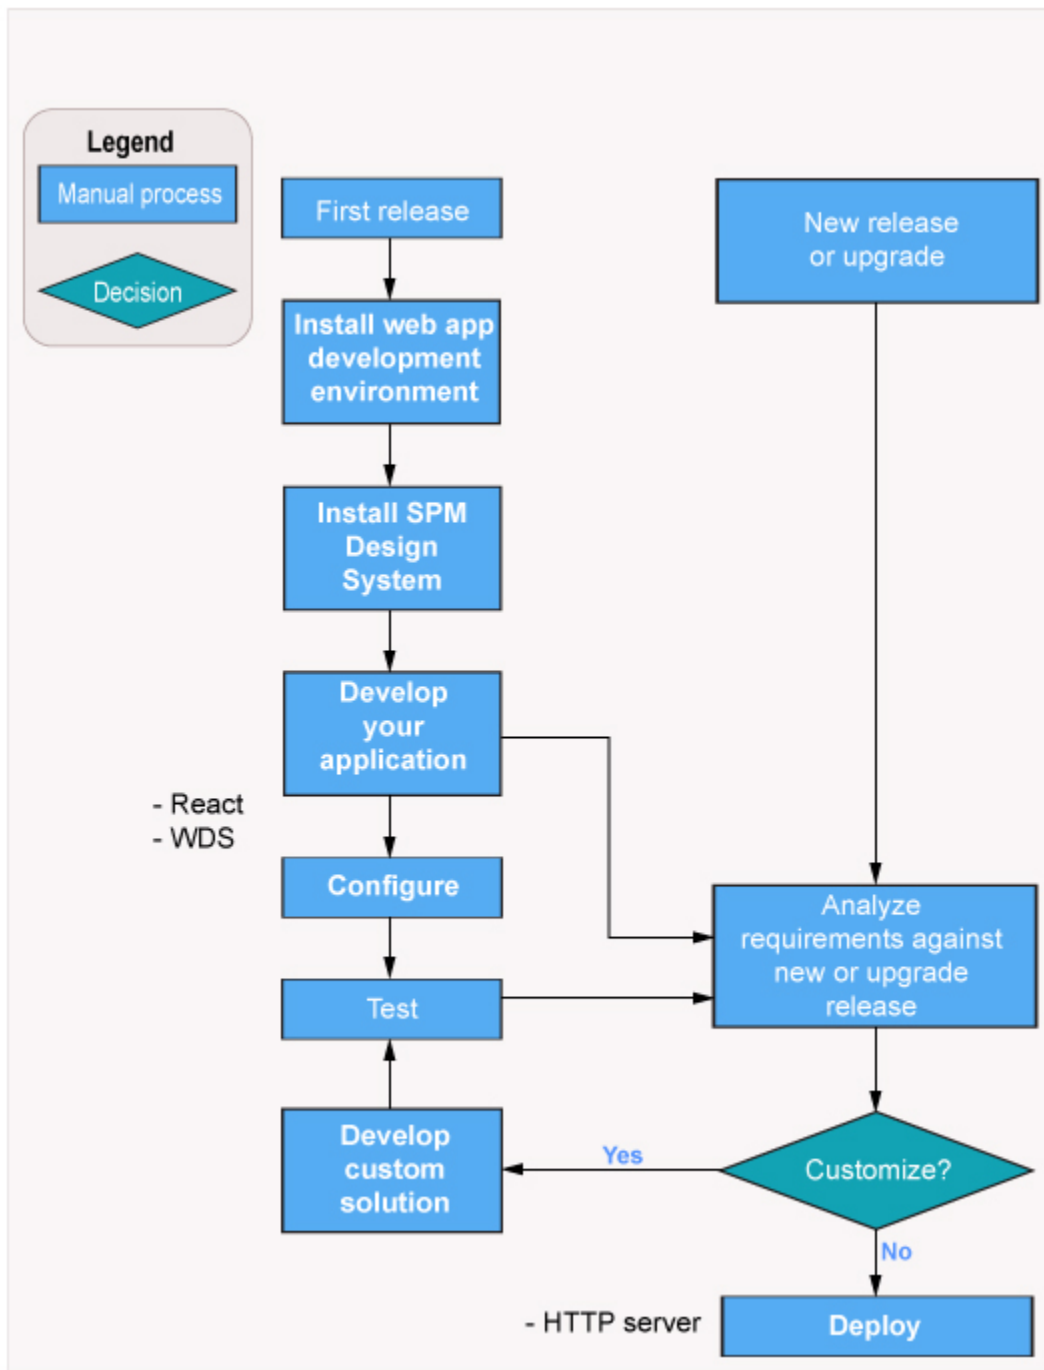 Legend
Manual process
Decision
First release
Install web app
development
environment
Install SPM
Design
System
Develop
your
application
- React
- WDS
Configure
Test
Develop
custom
solution
New release
or upgrade
Analyze
requirements against
new or upgrade
release
Customize?
Yes
No
- HTTP server
Deploy